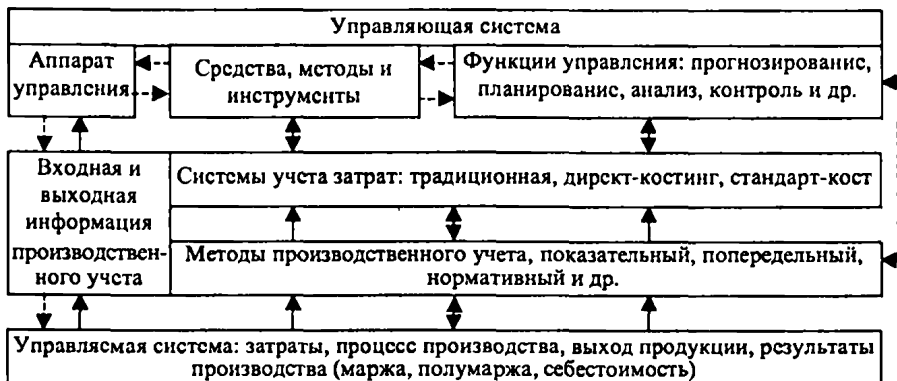 Управляющая система
Аппарат
управления
Средства, методы и
инструменты
Функции управления: прогнозирование,
планирование, анализ, контроль и др.
Входная и
выходная
информация
производствен-
ного учета
Системы учета затрат: традиционная, директ-костинг, стандарт-кост
Методы производственного учета, показательный, попередельный,
нормативный и др.
Управляемая система: затраты, процесс производства, выход продукции, результаты
производства (маржа, полумаржа, себестоимость)